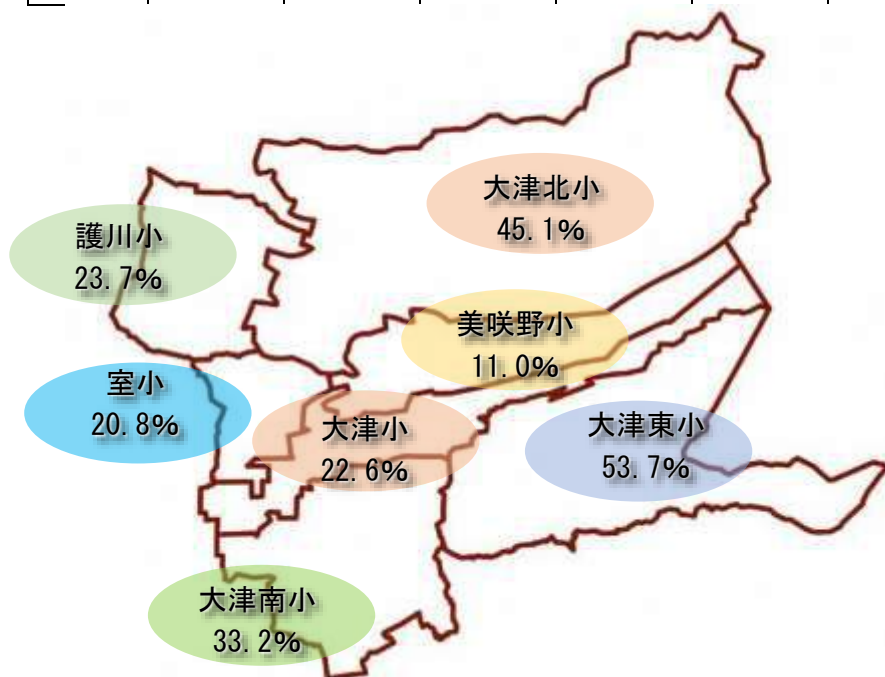 大津北小
45.1%
護川小
23.7%
美咲野小
11.0%
室小
20.8%
大津小
22.6%
大津東小
53.7%
大津南小
33.2%